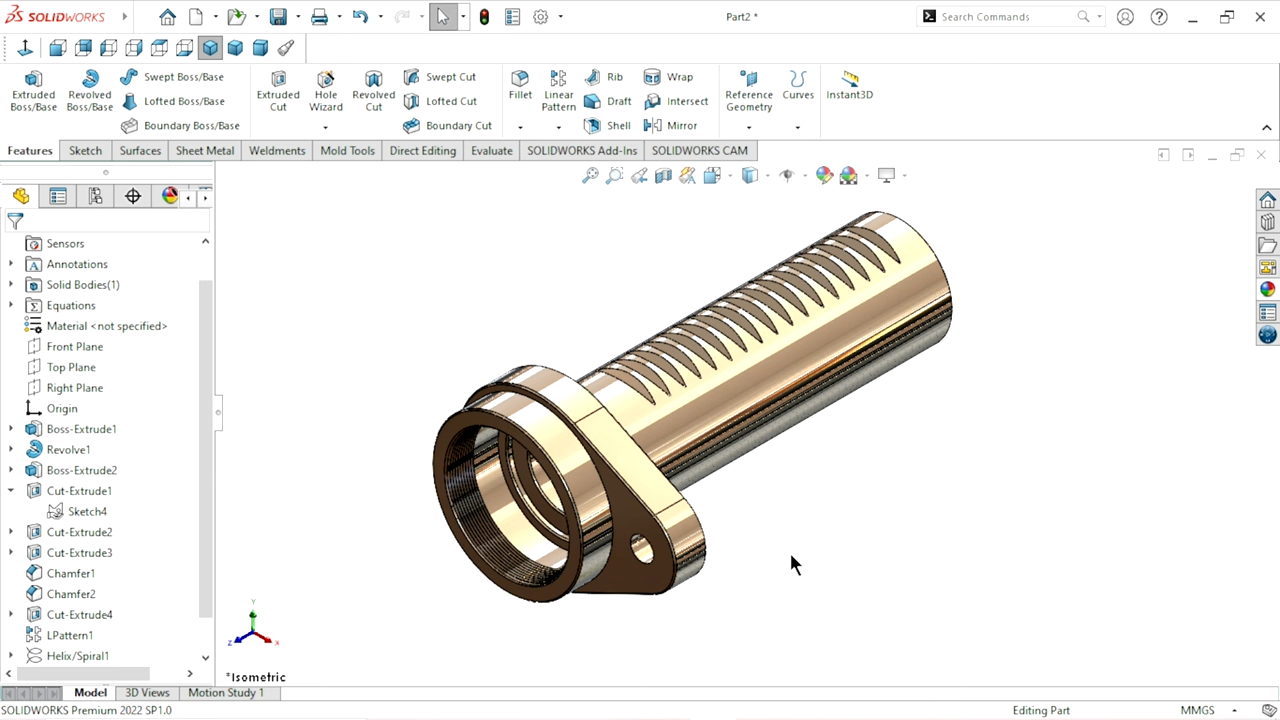 SOLIDWORKS
Part2 *
Search Commands
Extruded Boss/Base
Revolved Boss/Base
Swept Boss/Base
Lofted Boss/Base
Boundary Boss/Base
Extruded Cut
Hole Wizard
Revolved Cut
Swept Cut
Lofted Cut
Boundary Cut
Fillet
Linear Pattern
Rib
Draft
Shell
Wrap
Intersect
Mirror
Reference Geometry
Curves
Instant3D
Features Sketch Surfaces Sheet Metal Weldments Mold Tools Direct Editing Evaluate SOLIDWORKS Add-Ins SOLIDWORKS CAM
Sensors
Annotations
Solid Bodies(1)
Equations
Material <not specified>
Front Plane
Top Plane
Right Plane
Origin
Boss-Extrude1
Revolve1
Boss-Extrude2
Cut-Extrude1
Sketch4
Cut-Extrude2
Cut-Extrude3
Chamfer1
Chamfer2
Cut-Extrude4
LPattern1
Helix/Spiral1
Y
Z
X
*Isometric
Model 3D Views Motion Study 1
SOLIDWORKS Premium 2022 SP1.0
Editing Part
MMGS